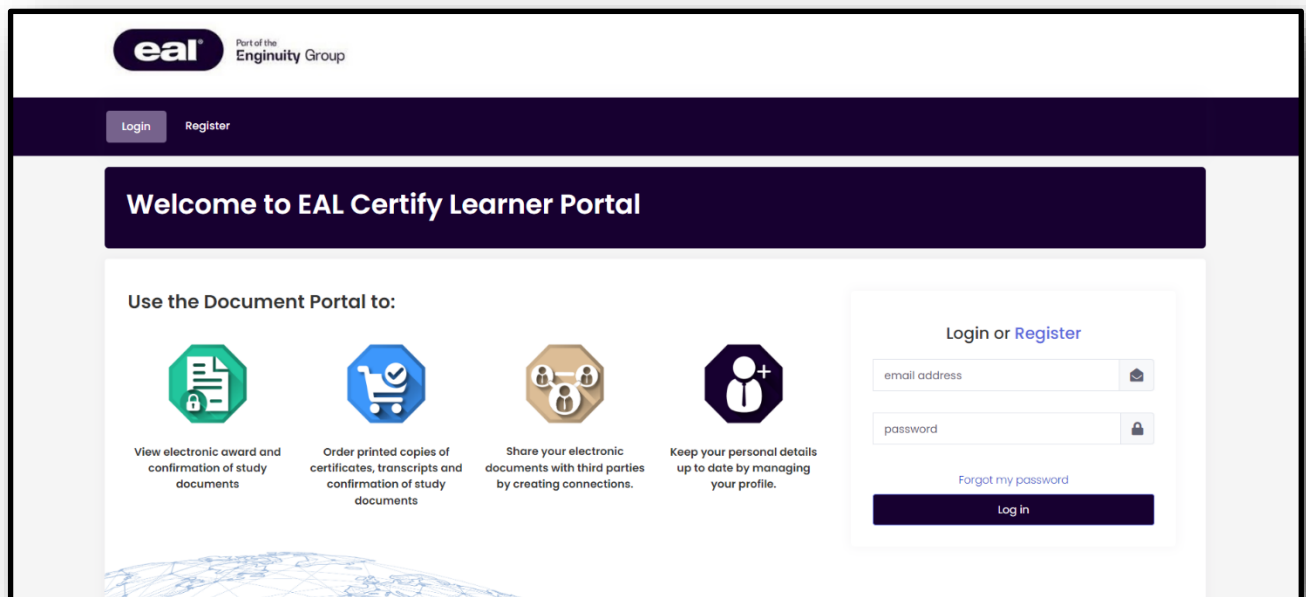 eal
Part of the
Enginuity Group
Login Register
Welcome to EAL Certify Learner Portal
Use the Document Portal to:
View electronic award and
confirmation of study
documents
Order printed copies of
certificates, transcripts and
confirmation of study
documents
Share your electronic
documents with third parties
by creating connections.
Keep your personal details
up to date by managing
your profile.
Login or Register
email address
password
Forgot my password
Log in